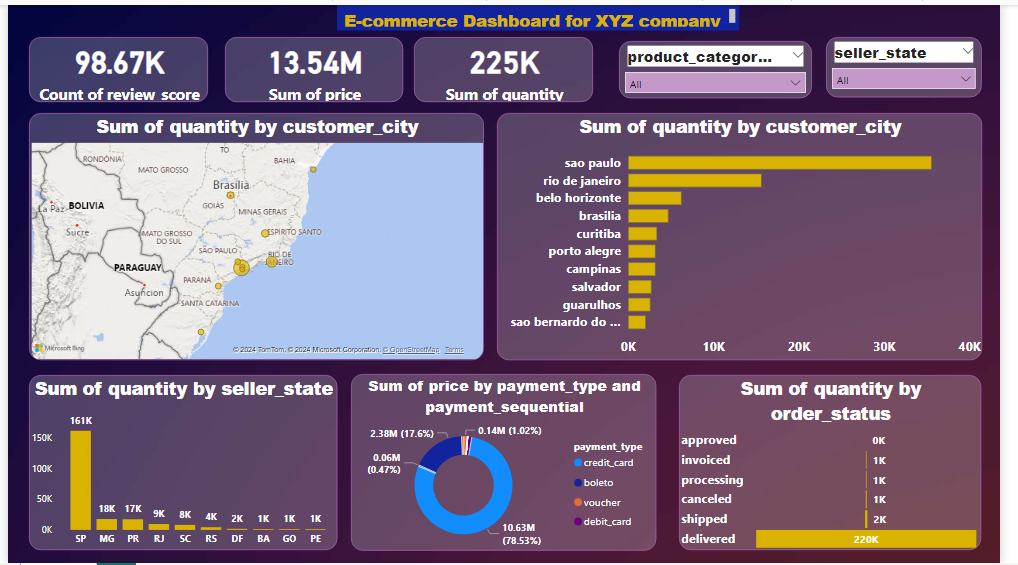 E-commerce Dashboard for XYZ company
98.67K
Count of review score
13.54M
Sum of price
225K
Sum of quantity
product_categor...
All
seller_state
All
Sum of quantity by customer_city
RONDÔNIA
TO
BAHIA
MATO GROSSO
Brasília
GOIÁS
La Paz
BOLIVIA
MINAS GERAIS
Sucre
MATO GROSSO
DO SUL
ESPÍRITO SANTO
SÃO PAULO
RIO DE
JANEIRO
PARAGUAY
PARANÁ
Asuncion
SANTA CATARINA
Microsoft Bing
© 2024 TomTom, © 2024 Microsoft Corporation, © OpenStreetMap Terms
Sum of quantity by customer_city
sao paulo
rio de janeiro
belo horizonte
brasilia
curitiba
porto alegre
campinas
salvador
guarulhos
sao bernardo do ...
0K 10K 20K 30K 40K
Sum of quantity by seller_state
150K
100K
50K
0K
161K 18K 17K 9K 8K 4K 2K 1K 1K 1K
SP MG PR RJ SC RS DF BA GO PE
Sum of price by payment_type and
payment_sequential
2.38M (17.6%)
0.14M (1.02%)
0.06M
(0.47%)
10.63M
(78.53%)
payment_type
credit_card
boleto
voucher
debit_card
Sum of quantity by
order_status
approved 0K
invoiced 1K
processing 1K
canceled 1K
shipped 2K
delivered 220K